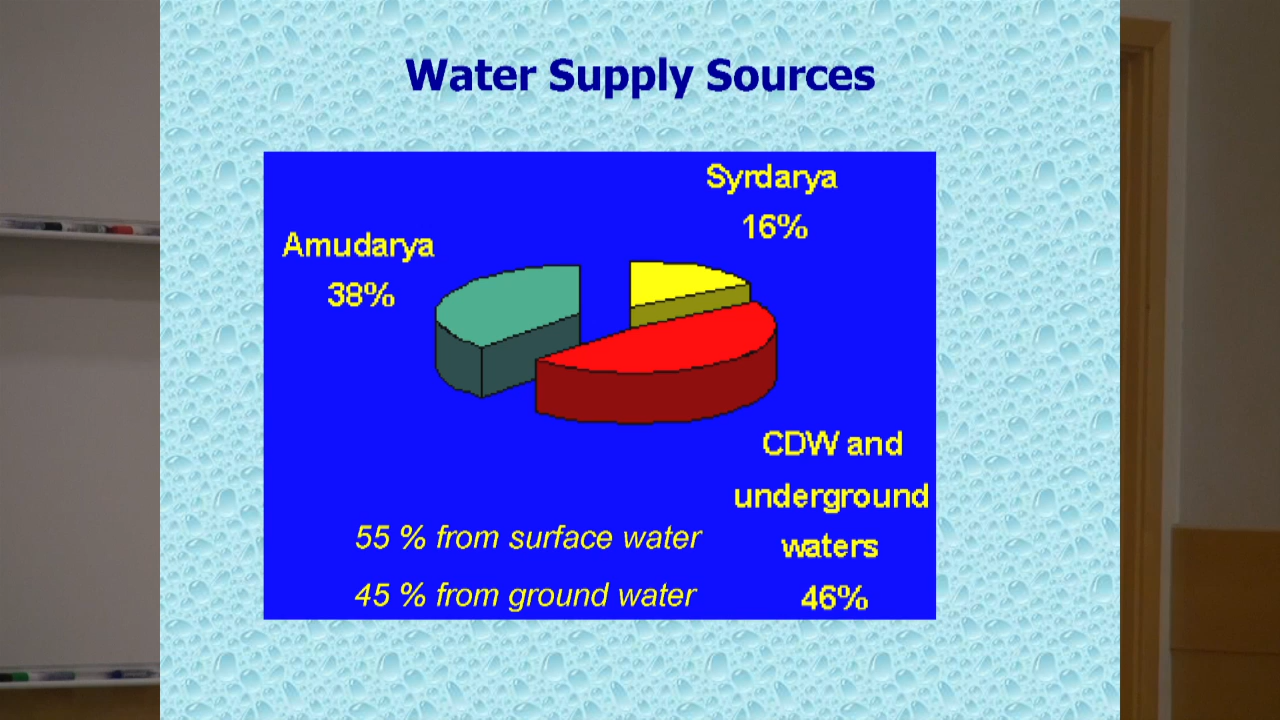 Water Supply Sources
Syrdarya
16%
Amudarya
38%
CDW and
underground
waters
46%
55 % from surface water
45 % from ground water